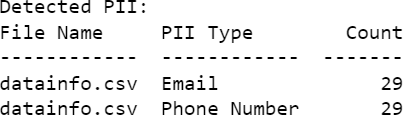 Detected PII:
File Name     PII Type         Count
------------  ------------  -------
datainfo.csv  Email              29
datainfo.csv  Phone Number       29